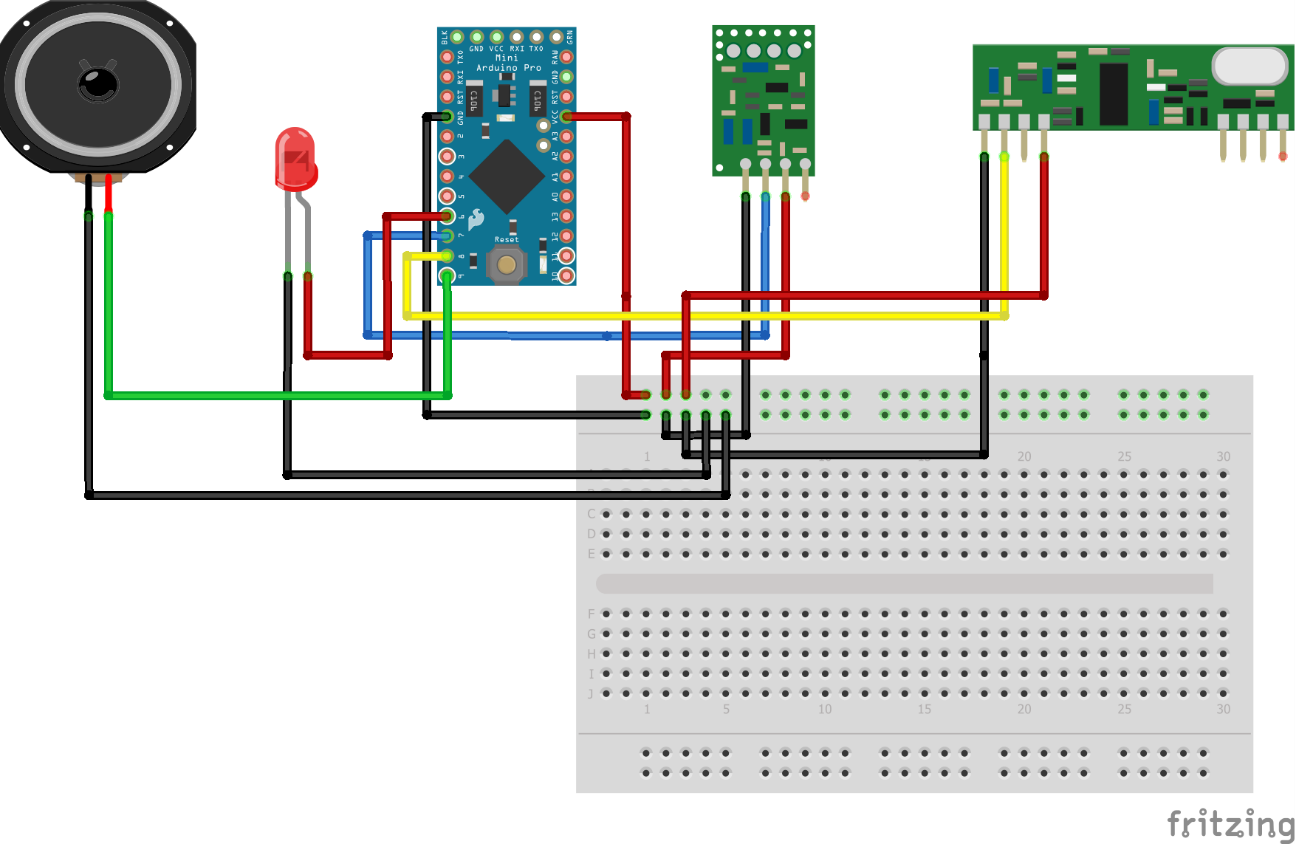 BLK
GND VCC RXI TXO
GRN
Mini
Arduino Pro
TXO
RXI
RST
GND
2
3
4
5
6
7
8
9
RAW
GND
RST
VCC
A3
A2
A1
A0
13
12
11
10
C10P
C10P
Reset
1 15 20 25 30
C
D
E
F
G
H
I
J
1 5 10 15 20 25 30
fritzing